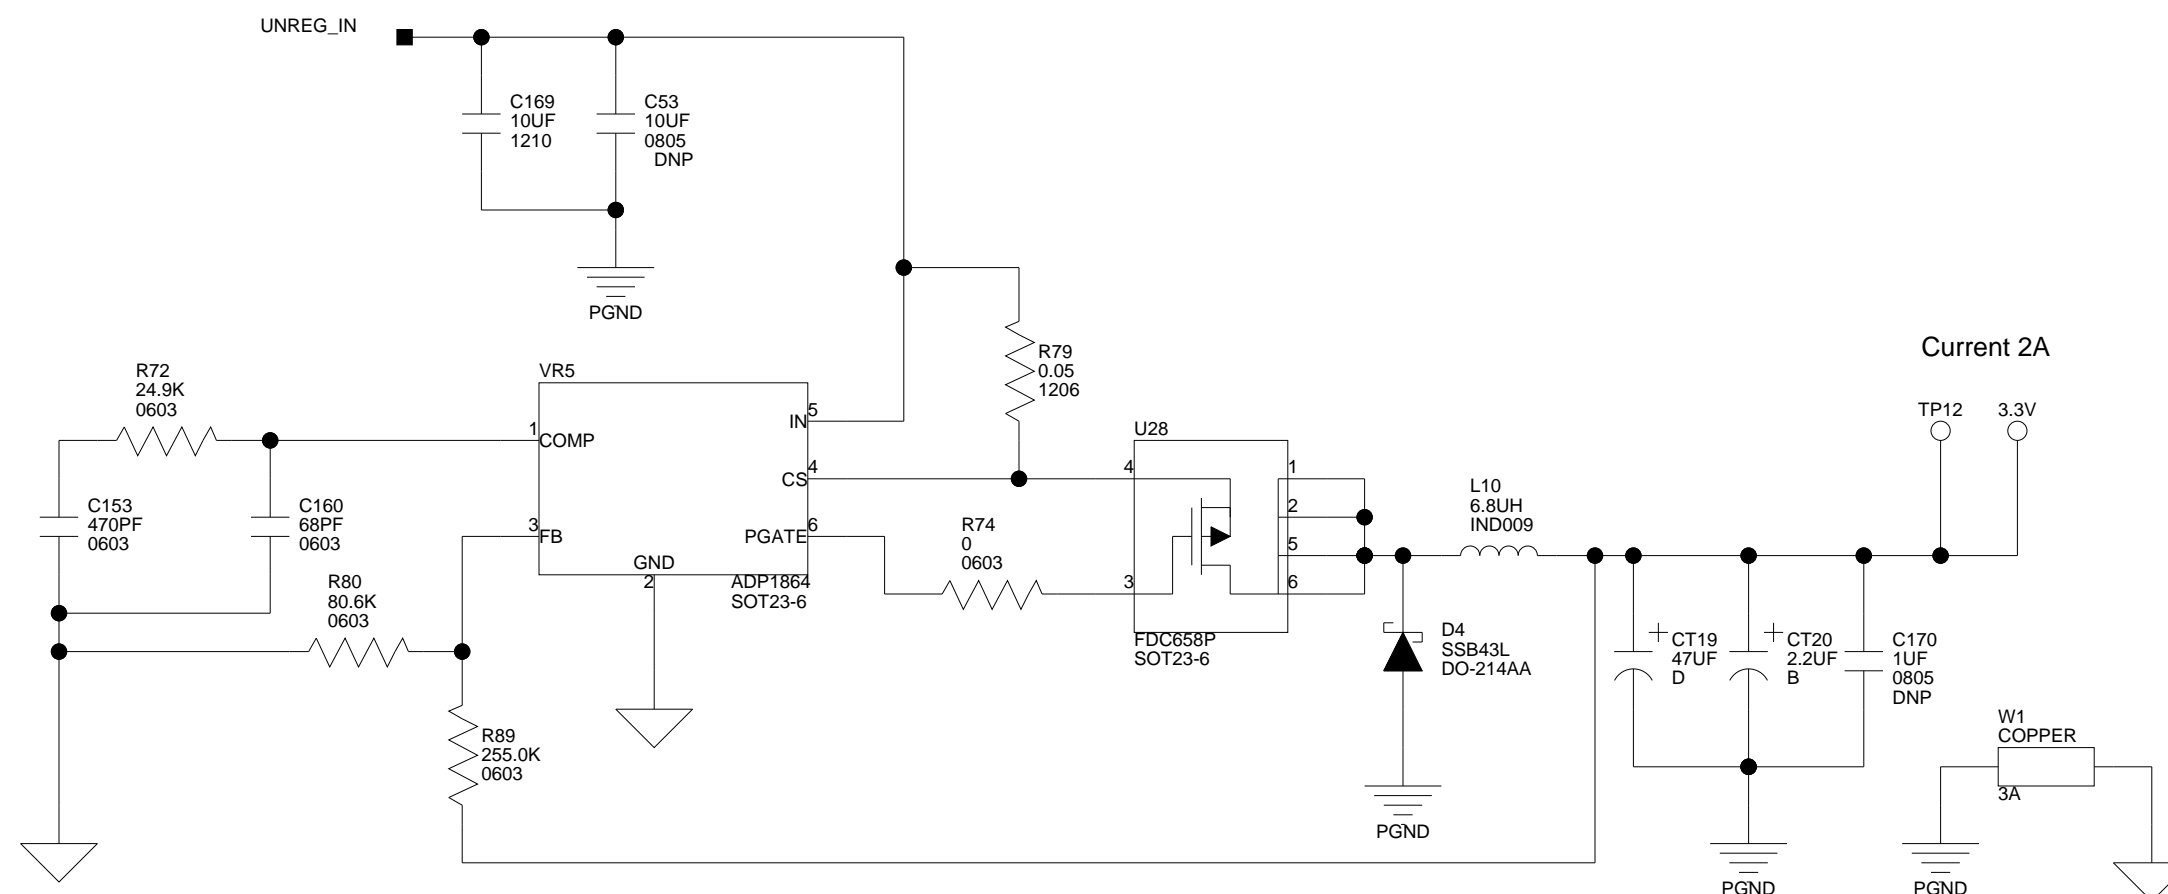 UNREG_IN
C169
10UF
1210
C53
10UF
0805
DNP
PGND
R72
24.9K
0603
C153
470PF
0603
C160
68PF
0603
R80
80.6K
0603
R89
255.0K
0603
VR5
1
COMP
3
FB
GND
2
IN
5
CS
4
PGATE
6
ADP1864
SOT23-6
R79
0.05
1206
R74
0
0603
U28
4
3
1
2
5
6
FDC658P
SOT23-6
D4
SSB43L
DO-214AA
PGND
L10
6.8UH
IND009
Current 2A
TP12
3.3V
CT19
47UF
D
CT20
2.2UF
B
C170
1UF
0805
DNP
PGND
W1
COPPER
3A
PGND